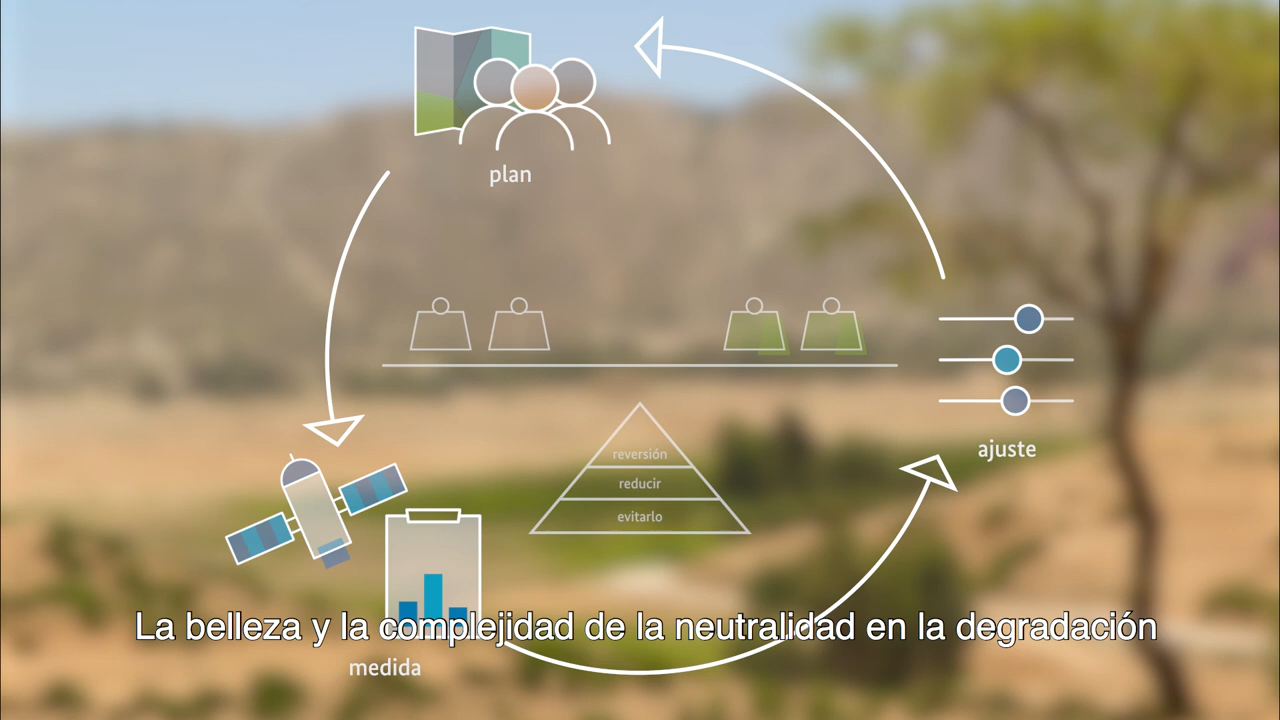 plan
ajuste
reversión
reducir
evitarlo
La belleza y la complejidad de la neutralidad en la degradación
medida